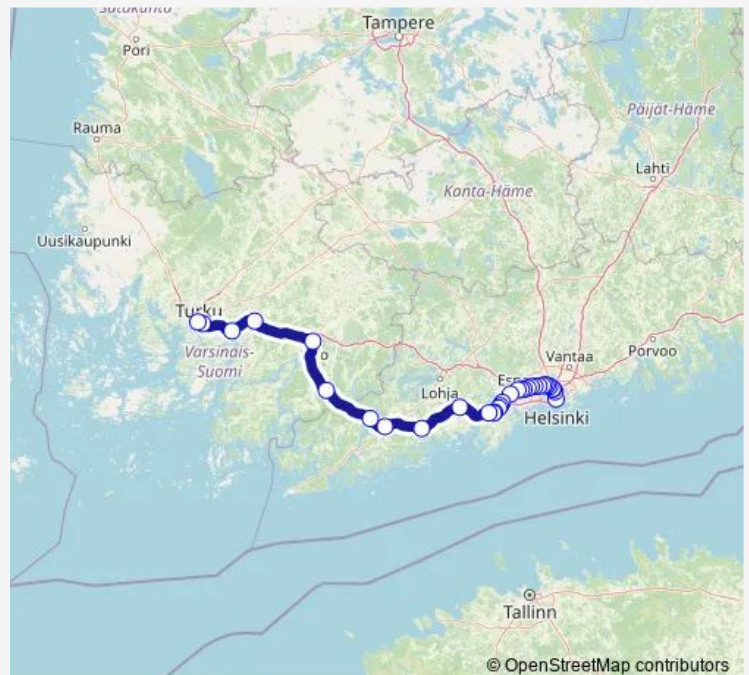 Satakunta
Tampere
Pori
Päijät-Häme
Rauma
Lahti
Kanta-Häme
Uusikaupunki
Turku
Varsinais-
Suomi
Vantaa
Porvoo
Lohja
Helsinki
Tallinn
© OpenStreetMap contributors